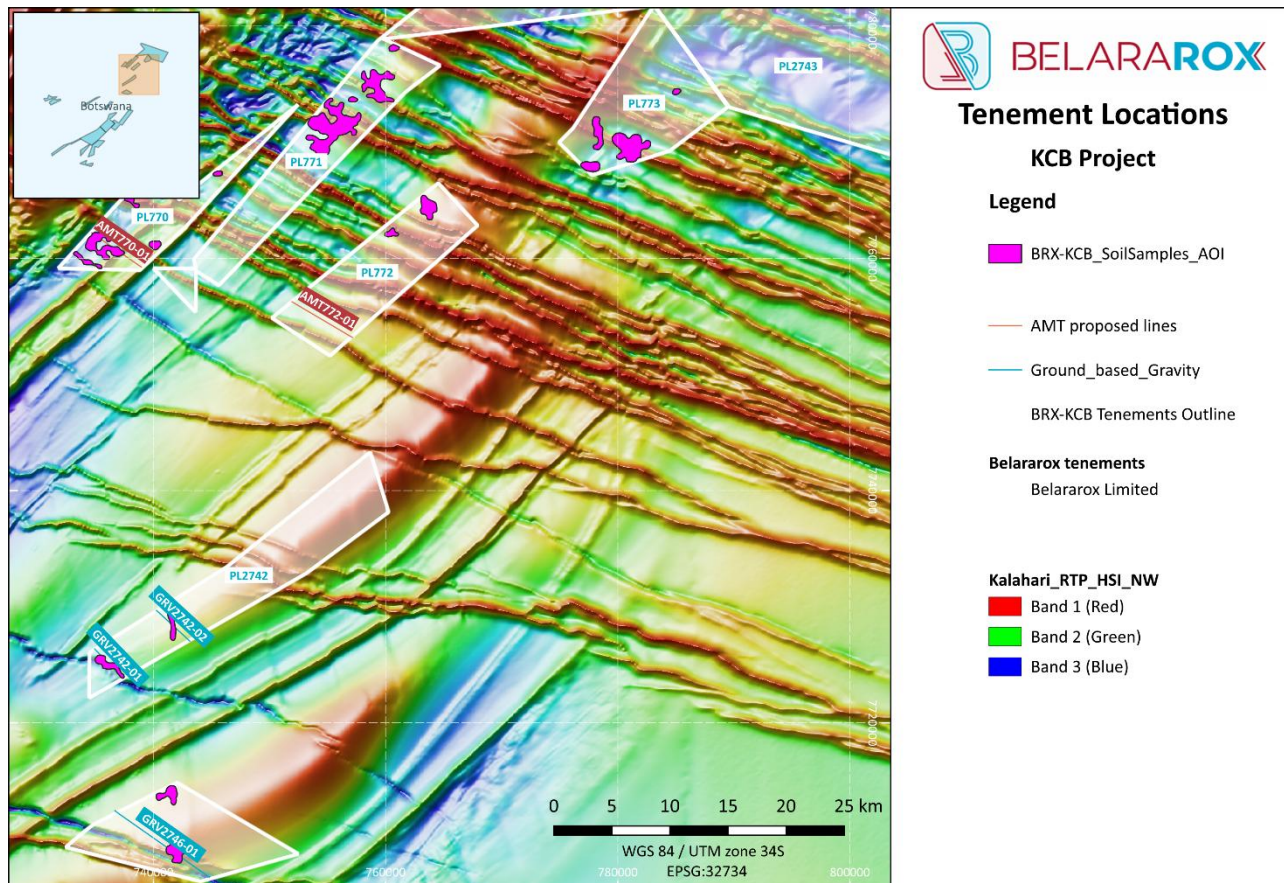 Botswana
PL2743
7780000
PL773
PL771
PL770
AMT770-01
7760000
PL772
AMT772-01
7740000
PL2742
GRV2742-02
GRV2742-01
7720000
GRV2746-01
740000
760000
780000
800000
0 5 10 15 20 25 km
WGS 84 / UTM zone 34S
EPSG:32734
BELARAROX
Tenement Locations
KCB Project
Legend
BRX-KCB_SoilSamples_AOI
AMT proposed lines
Ground_based_Gravity
BRX-KCB Tenements Outline
Belararox tenements
Belararox Limited
Kalahari_RTP_HSI_NW
Band 1 (Red)
Band 2 (Green)
Band 3 (Blue)